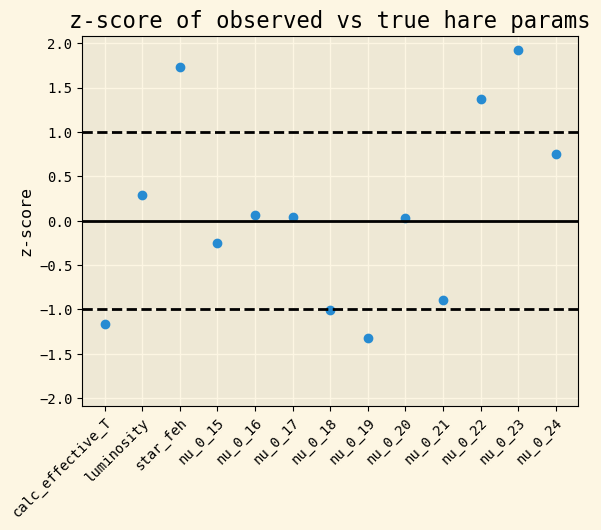 z-score of observed vs true hare params
2.0
1.5
1.0
0.5
0.0
−0.5
−1.0
−1.5
−2.0
z-score
calc_effective_T
luminosity
star_feh
nu_0_15
nu_0_16
nu_0_17
nu_0_18
nu_0_19
nu_0_20
nu_0_21
nu_0_22
nu_0_23
nu_0_24